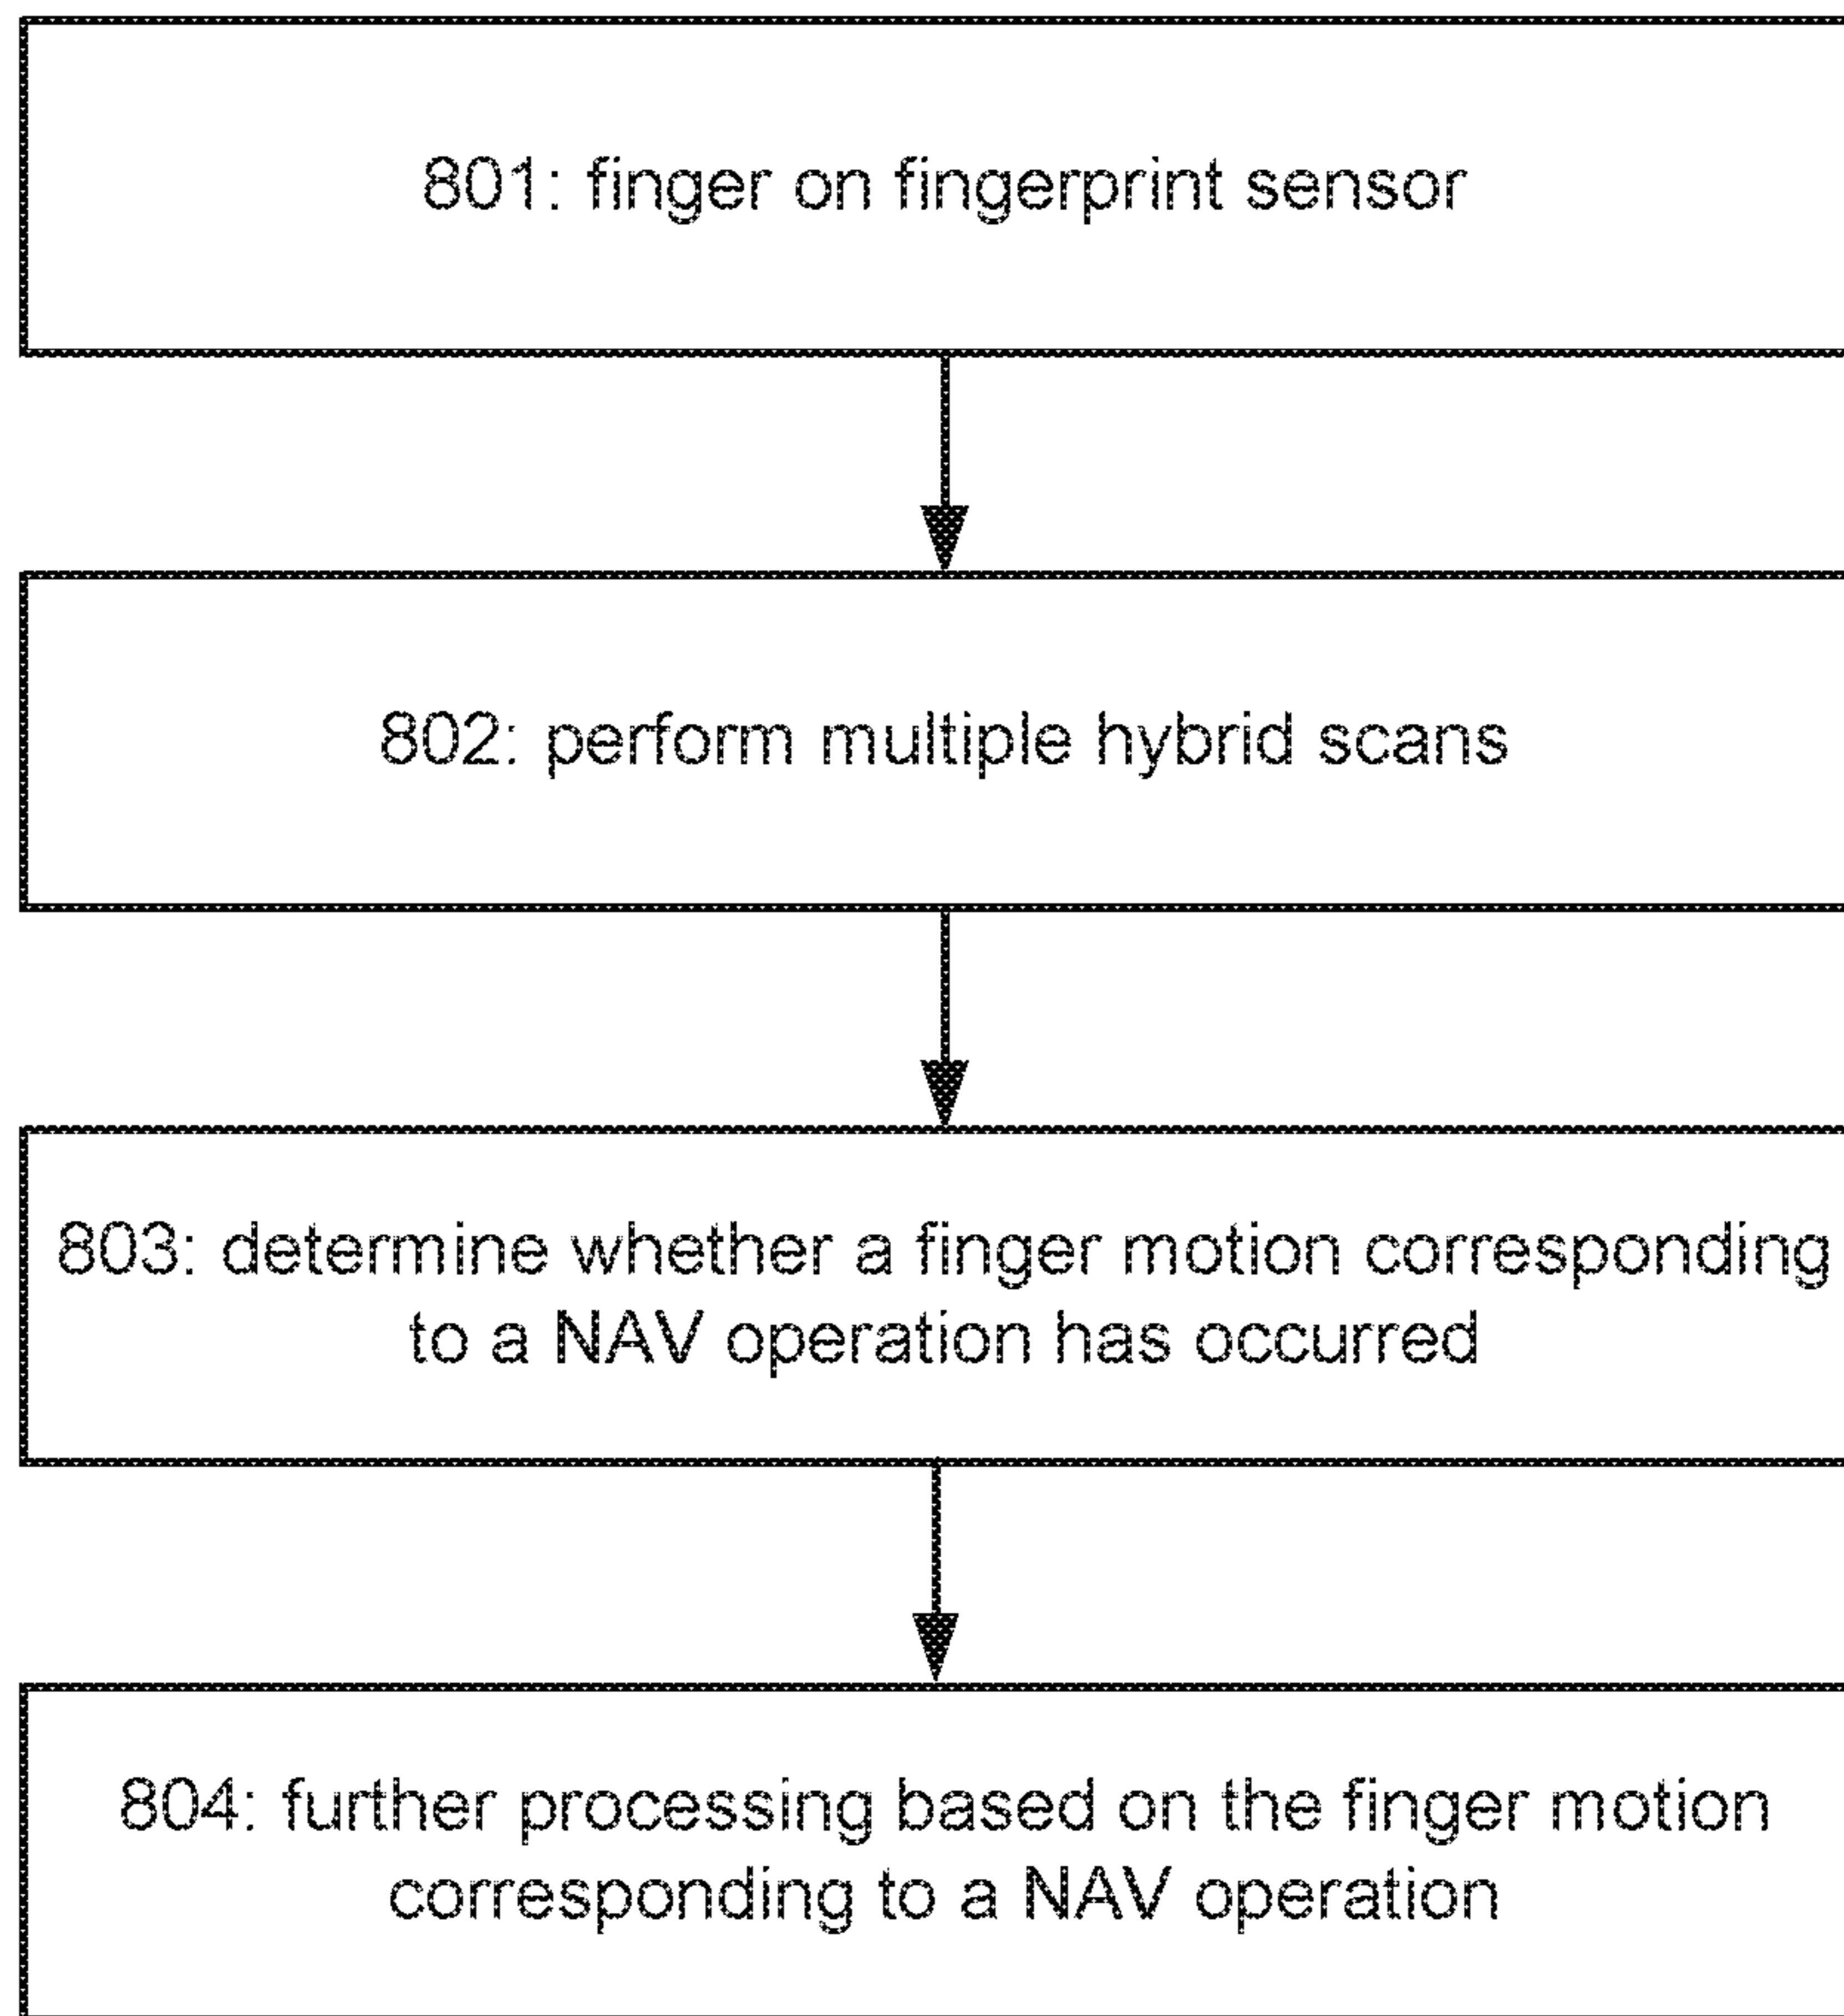 801: finger on fingerprint sensor
802: perform multiple hybrid scans
803: determine whether a finger motion corresponding
to a NAV operation has occurred
804: further processing based on the finger motion
corresponding to a NAV operation